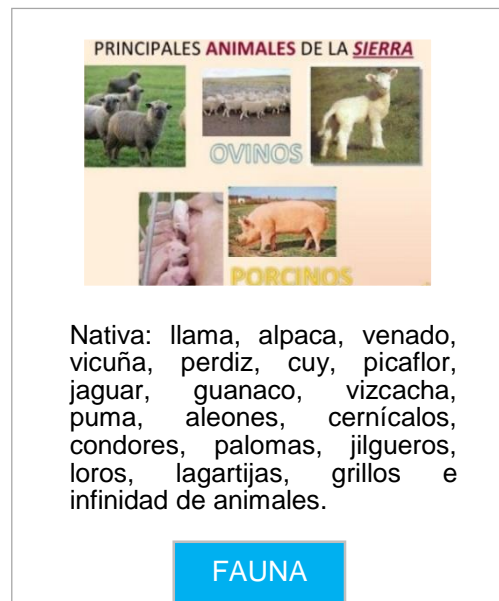 PRINCIPALES ANIMALES DE LA SIERRA
OVINOS
PORCINOS
Nativa: llama, alpaca, venado,
vicuña, perdiz, cuy, picaflor,
jaguar, guanaco, vizcacha,
puma, aleones, cernícalos,
condores, palomas, jilgueros,
loros, lagartijas, grillos e
infinidad de animales.
FAUNA